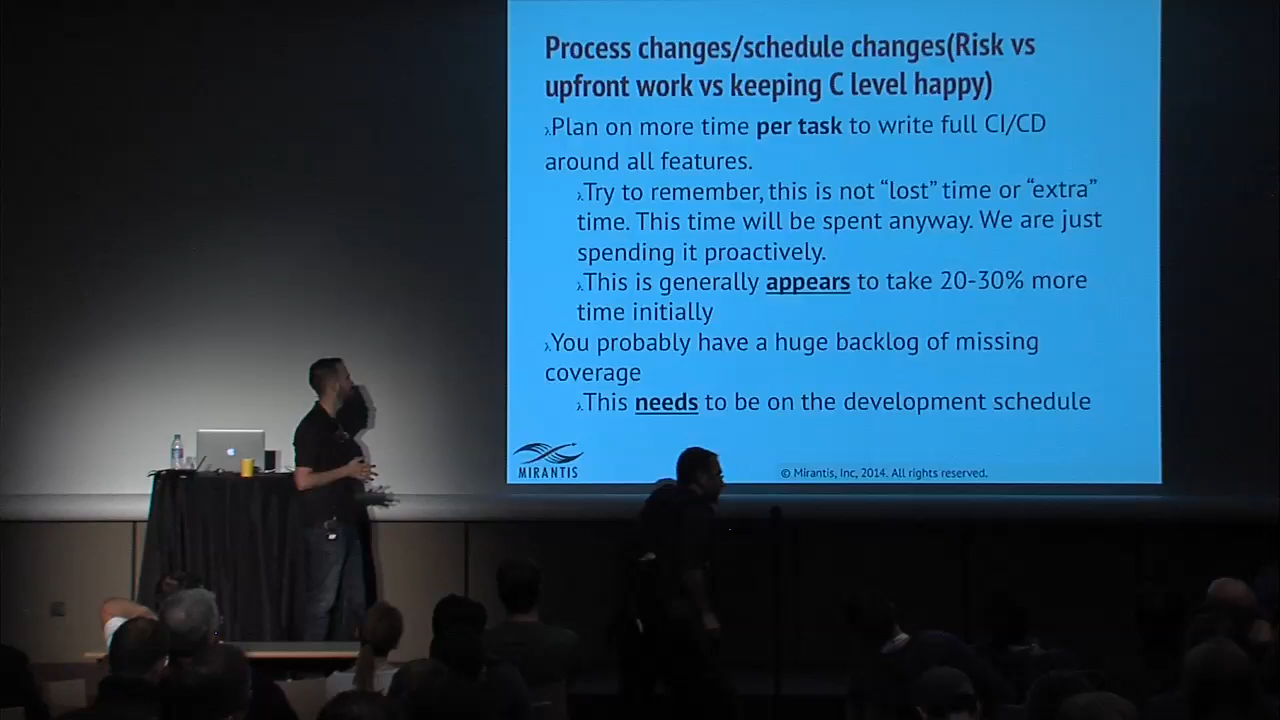 Process changes/schedule changes(Risk vs
upfront work vs keeping C level happy)
λ.Plan on more time per task to write full CI/CD
around all features.
λ.Try to remember, this is not “lost” time or “extra”
time. This time will be spent anyway. We are just
spending it proactively.
λ.This is generally appears to take 20-30% more
time initially
λ.You probably have a huge backlog of missing
coverage
λ.This needs to be on the development schedule
MIRANTIS
© Mirantis, Inc, 2014. All rights reserved.